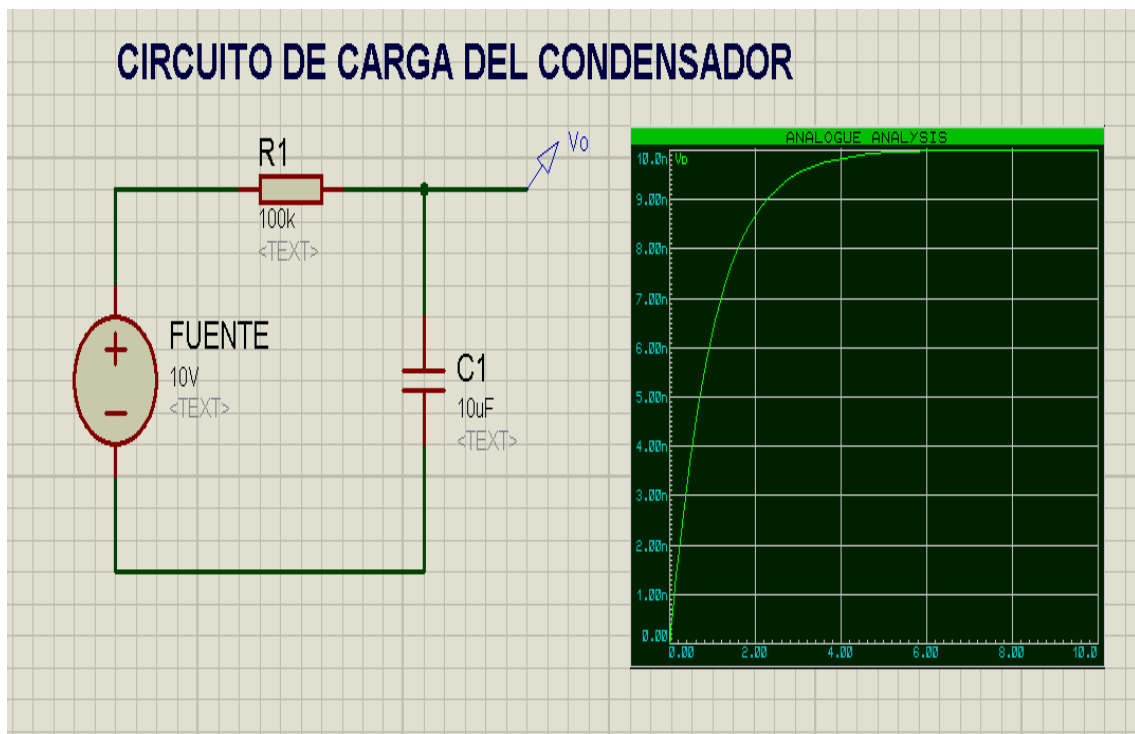 CIRCUITO DE CARGA DEL CONDENSADOR
R1
100k
<TEXT>
Vo
FUENTE
10V
<TEXT>
C1
10uF
<TEXT>
ANALOGUE ANALYSIS
10.0n
Vo
9.00n
8.00n
7.00n
6.00n
5.00n
4.00n
3.00n
2.00n
1.00n
0.00
0.00 2.00 4.00 6.00 8.00 10.0